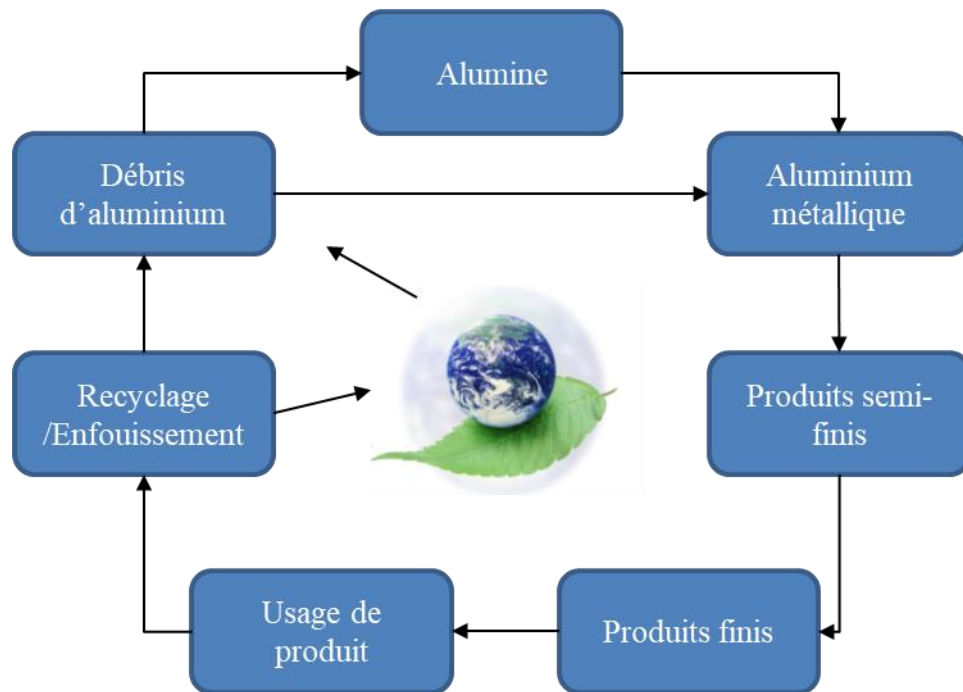 Alumine
Débris
d’aluminium
Aluminium
métallique
Recyclage
/Enfouissement
Produits semi-
finis
Usage de
produit
Produits finis